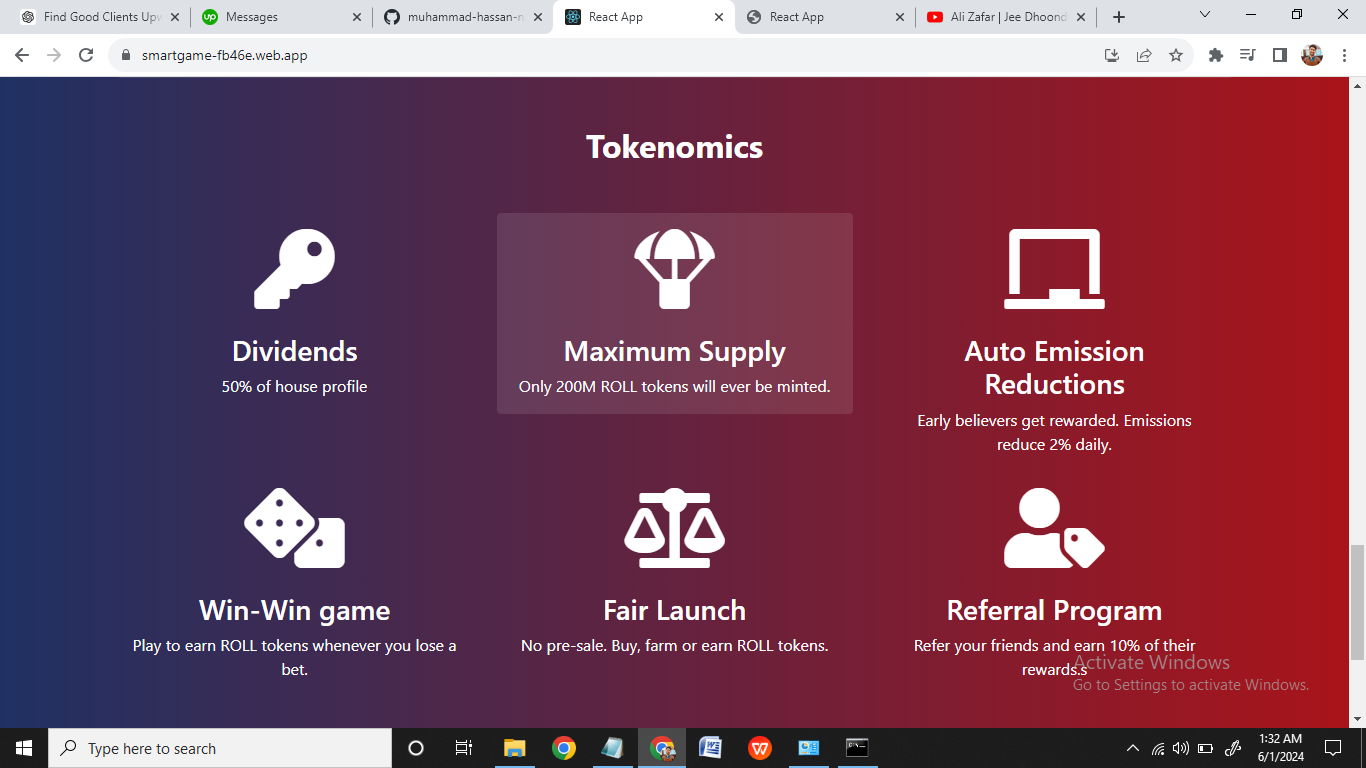 Find Good Clients Upw
Messages
muhammad-hassan-n
React App
React App
Ali Zafar | Jee Dhoond
smartgame-fb46e.web.app
Tokenomics
Dividends
50% of house profile
Maximum Supply
Only 200M ROLL tokens will ever be minted.
Auto Emission
Reductions
Early believers get rewarded. Emissions
reduce 2% daily.
Win-Win game
Play to earn ROLL tokens whenever you lose a
bet.
Fair Launch
No pre-sale. Buy, farm or earn ROLL tokens.
Referral Program
Refer your friends and earn 10% of their
rewards.s
Activate Windows
Go to Settings to activate Windows.
Type here to search
1:32 AM
6/1/2024